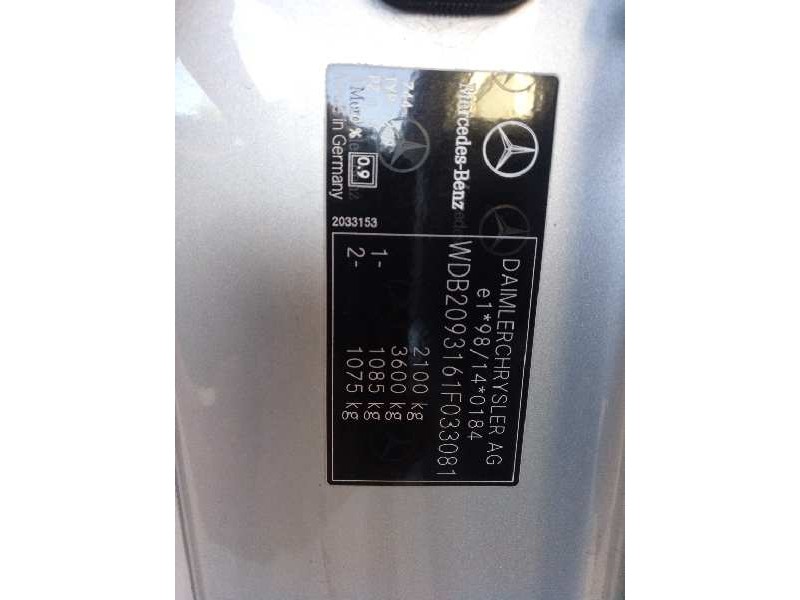 Mercedes-Benz
DAIMLERCHRYSLER AG
e1*98/14*0184
WDB2093161F033081
2100 kg
3600 kg
1- 1085 kg
2- 1075 kg
744
0.9
in Germany
2033153